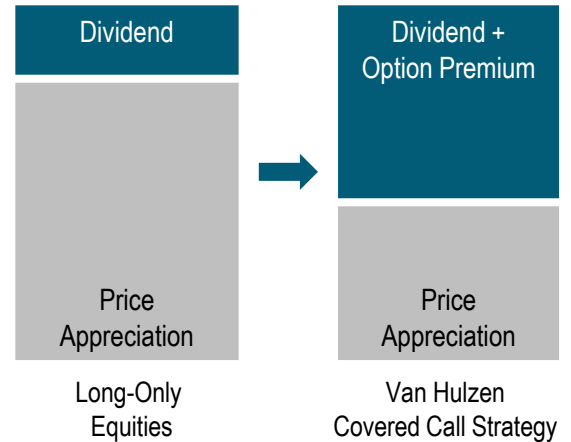 Dividend
Price
Appreciation
Long-Only
Equities
Dividend +
Option Premium
Price
Appreciation
Van Hulzen
Covered Call Strategy